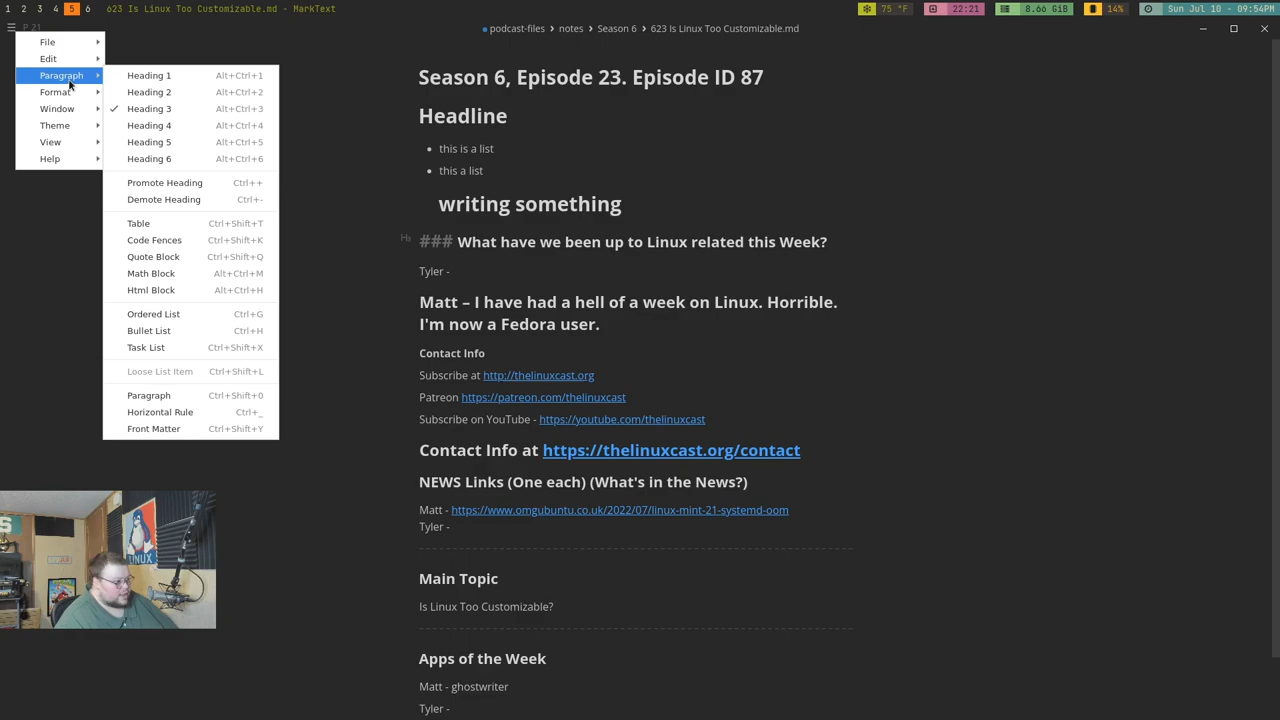 1 2 3 4 5 6 623 Is Linux Too Customizable.md - MarkText
75 °F 22:21 8.66 GiB 14% Sun Jul 10 - 09:54PM
P 21
podcast-files > notes > Season 6 > 623 Is Linux Too Customizable.md
File
Edit
Paragraph
Format
Window
Theme
View
Help
Heading 1 Alt+Ctrl+1
Heading 2 Alt+Ctrl+2
Heading 3 Alt+Ctrl+3
Heading 4 Alt+Ctrl+4
Heading 5 Alt+Ctrl+5
Heading 6 Alt+Ctrl+6
Promote Heading Ctrl++
Demote Heading Ctrl+-
Table Ctrl+Shift+T
Code Fences Ctrl+Shift+K
Quote Block Ctrl+Shift+Q
Math Block Alt+Ctrl+M
Html Block Alt+Ctrl+H
Ordered List Ctrl+G
Bullet List Ctrl+H
Task List Ctrl+Shift+X
Loose List Item Ctrl+Shift+L
Paragraph Ctrl+Shift+0
Horizontal Rule Ctrl+_
Front Matter Ctrl+Shift+Y
Season 6, Episode 23. Episode ID 87
Headline
• this is a list
• this a list
writing something
H3 ### What have we been up to Linux related this Week?
Tyler -
Matt – I have had a hell of a week on Linux. Horrible.
I'm now a Fedora user.
Contact Info
Subscribe at http://thelinuxcast.org
Patreon https://patreon.com/thelinuxcast
Subscribe on YouTube - https://youtube.com/thelinuxcast
Contact Info at https://thelinuxcast.org/contact
NEWS Links (One each) (What's in the News?)
Matt - https://www.omgubuntu.co.uk/2022/07/linux-mint-21-systemd-oom
Tyler -
Main Topic
Is Linux Too Customizable?
Apps of the Week
Matt - ghostwriter
Tyler -
LINUX